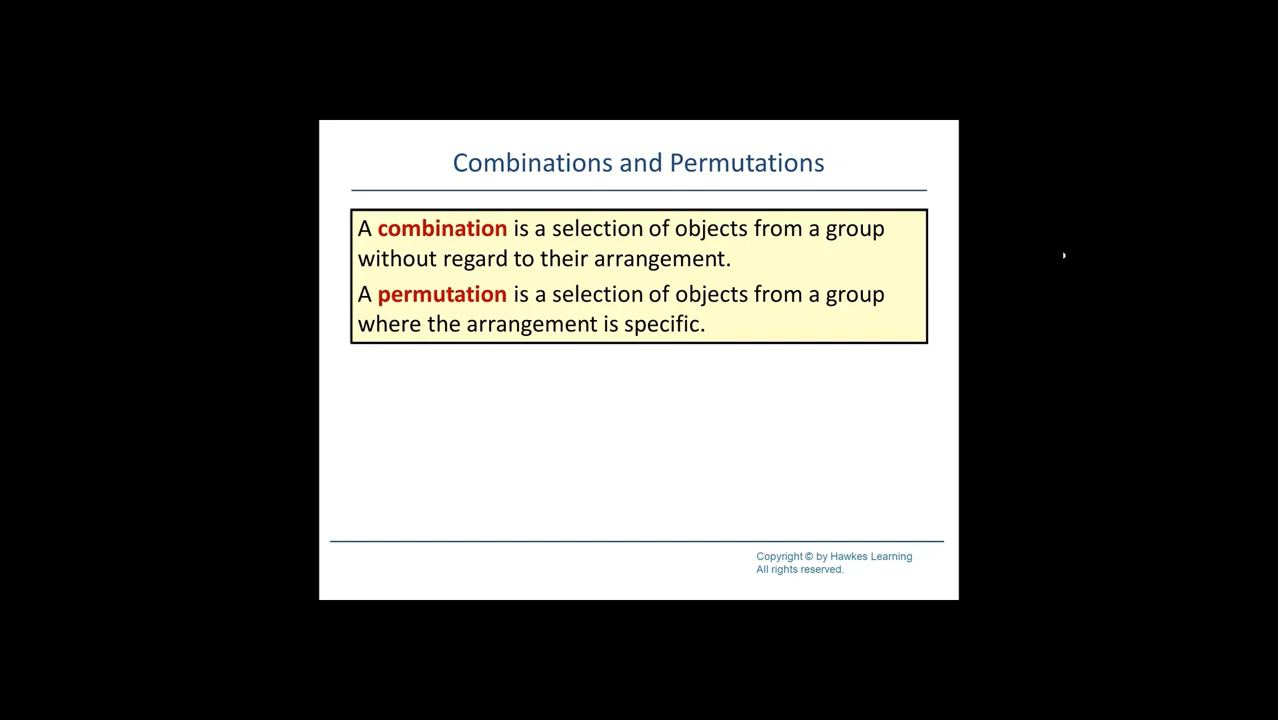 Combinations and Permutations
A combination is a selection of objects from a group
without regard to their arrangement.
A permutation is a selection of objects from a group
where the arrangement is specific.
Copyright © by Hawkes Learning
All rights reserved.